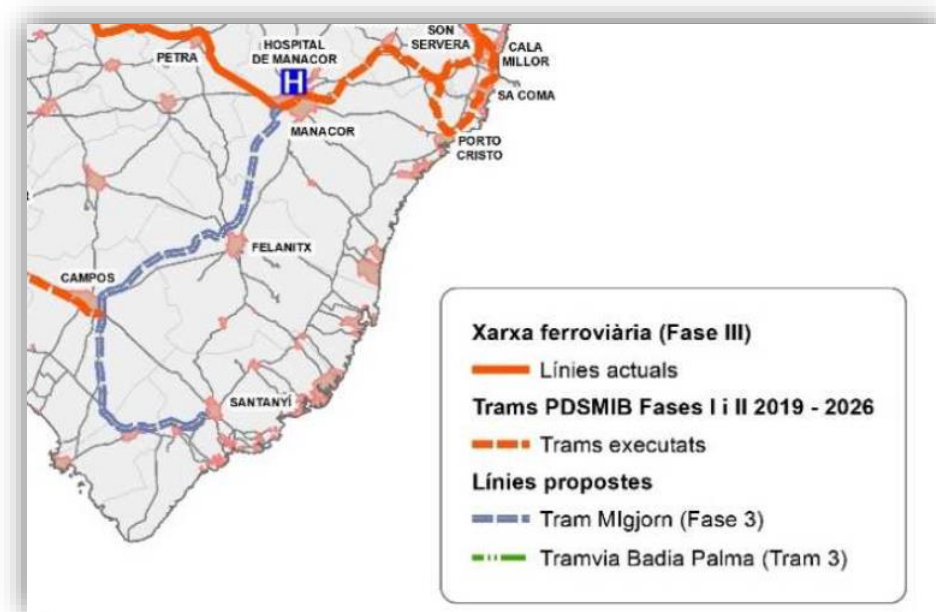 SON
SERVERA
HOSPITAL
DE MANACOR
CALA
MILLOR
PETRA
H
SA COMA
MANACOR
PORTO
CRISTO
FELANITX
CAMPOS
SANTANYÍ
Xarxa ferroviària (Fase III)
Línies actuals
Trams PDSMIB Fases I i II 2019 - 2026
Trams executats
Línies propostes
Tram MIgjorn (Fase 3)
Tramvia Badia Palma (Tram 3)